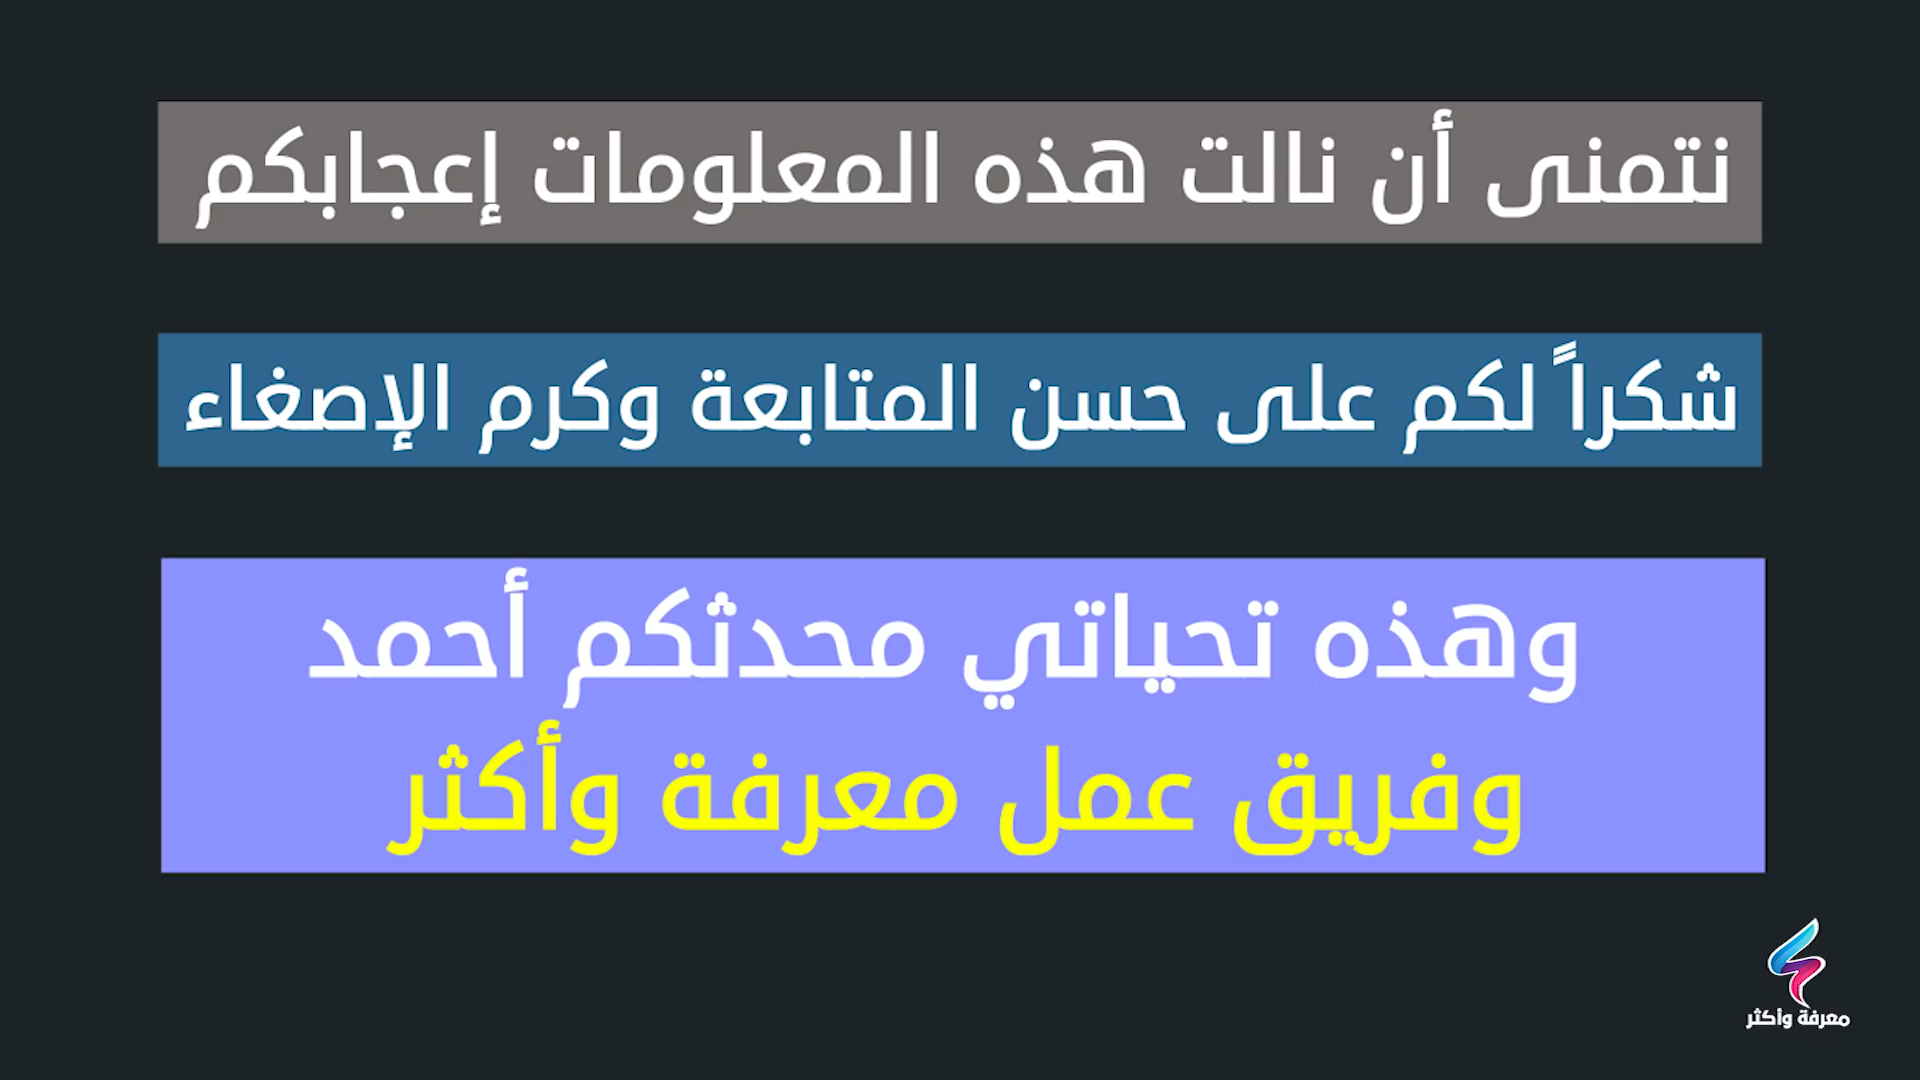 نتمنى أن نالت هذه المعلومات إعجابكم
شكراً لكم على حسن المتابعة وكرم الإصغاء
وهذه تحياتي محدثكم أحمد
وفريق عمل معرفة وأكثر
معرفة وأكثر